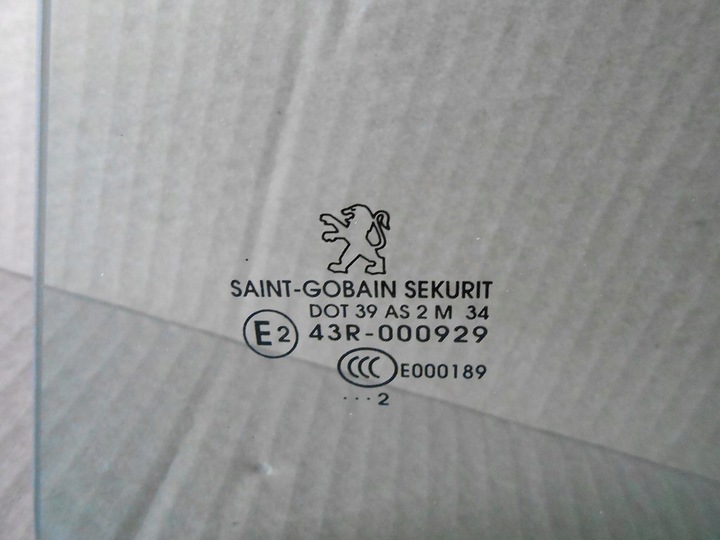 SAINT-GOBAIN SEKURIT
DOT 39 AS 2 M 34
E2 43R-000929
CCC E000189
...2